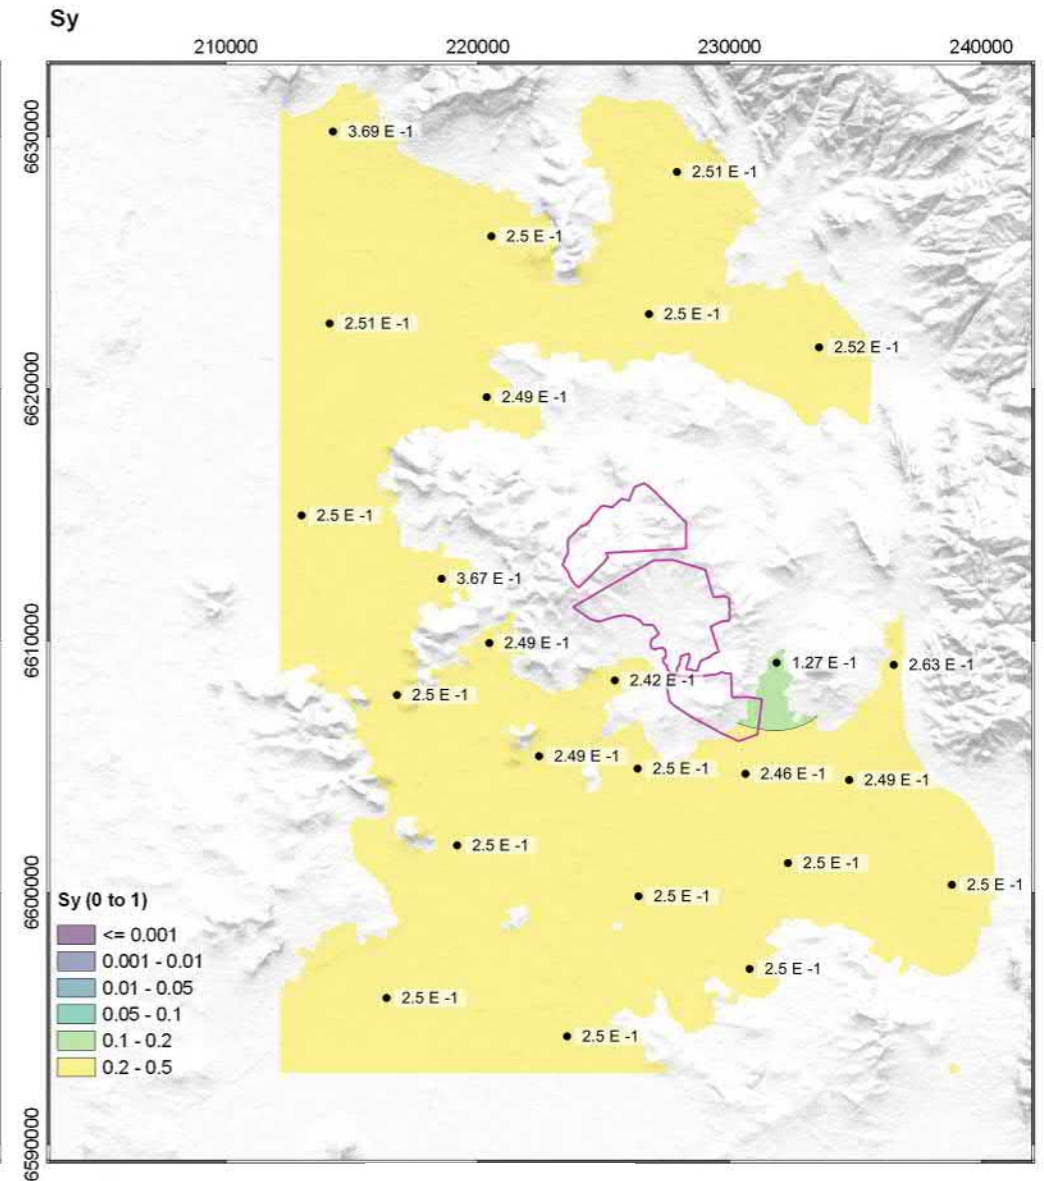 Sy
210000 220000 230000 240000
6630000
3.69 E -1
2.51 E -1
2.5 E -1
2.51 E -1
2.5 E -1
2.52 E -1
6620000
2.49 E -1
2.5 E -1
3.67 E -1
6610000
2.49 E -1
1.27 E -1
2.63 E -1
2.42 E -1
2.5 E -1
2.49 E -1
2.5 E -1
2.46 E -1
2.49 E -1
2.5 E -1
2.5 E -1
2.5 E -1
6600000
2.5 E -1
2.5 E -1
2.5 E -1
2.5 E -1
Sy (0 to 1)
<= 0.001
0.001 - 0.01
0.01 - 0.05
0.05 - 0.1
0.1 - 0.2
0.2 - 0.5
6590000